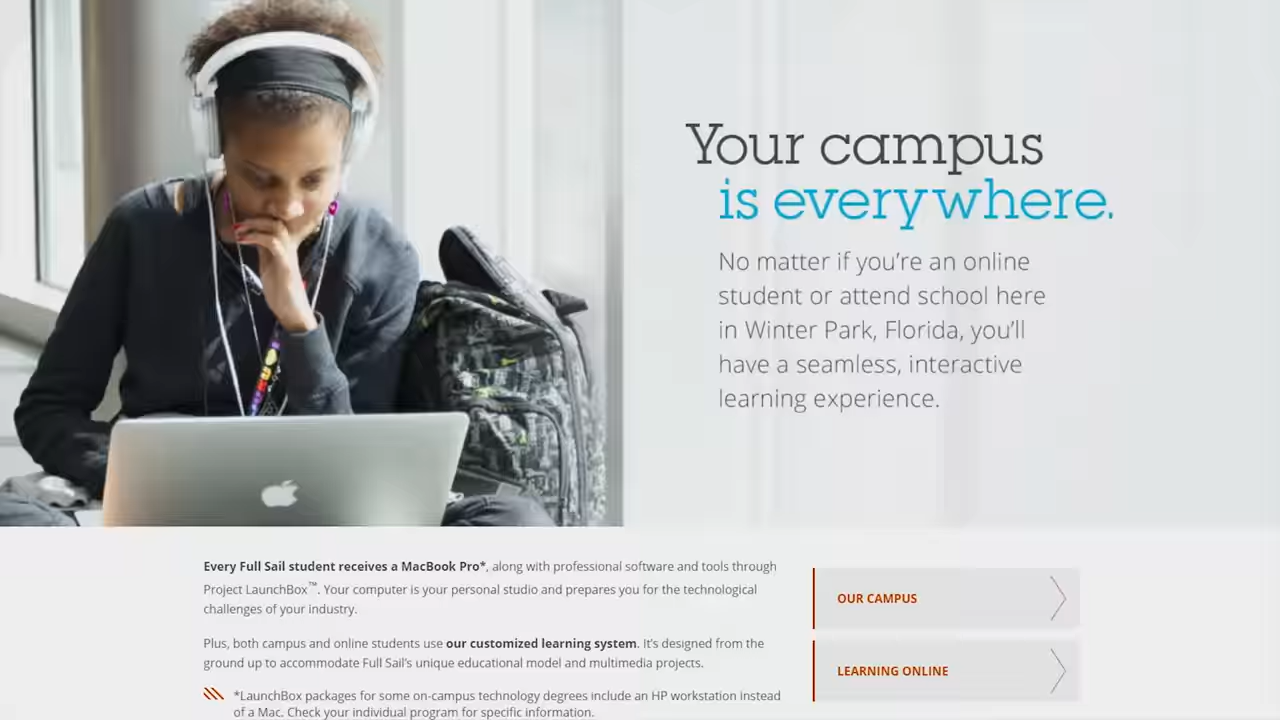 Your campus
is everywhere.
No matter if you’re an online
student or attend school here
in Winter Park, Florida, you’ll
have a seamless, interactive
learning experience.
Every Full Sail student receives a MacBook Pro*, along with professional software and tools through
Project LaunchBox™. Your computer is your personal studio and prepares you for the technological
challenges of your industry.
Plus, both campus and online students use our customized learning system. It’s designed from the
ground up to accommodate Full Sail’s unique educational model and multimedia projects.
*LaunchBox packages for some on-campus technology degrees include an HP workstation instead
of a Mac. Check your individual program for specific information.
OUR CAMPUS
LEARNING ONLINE